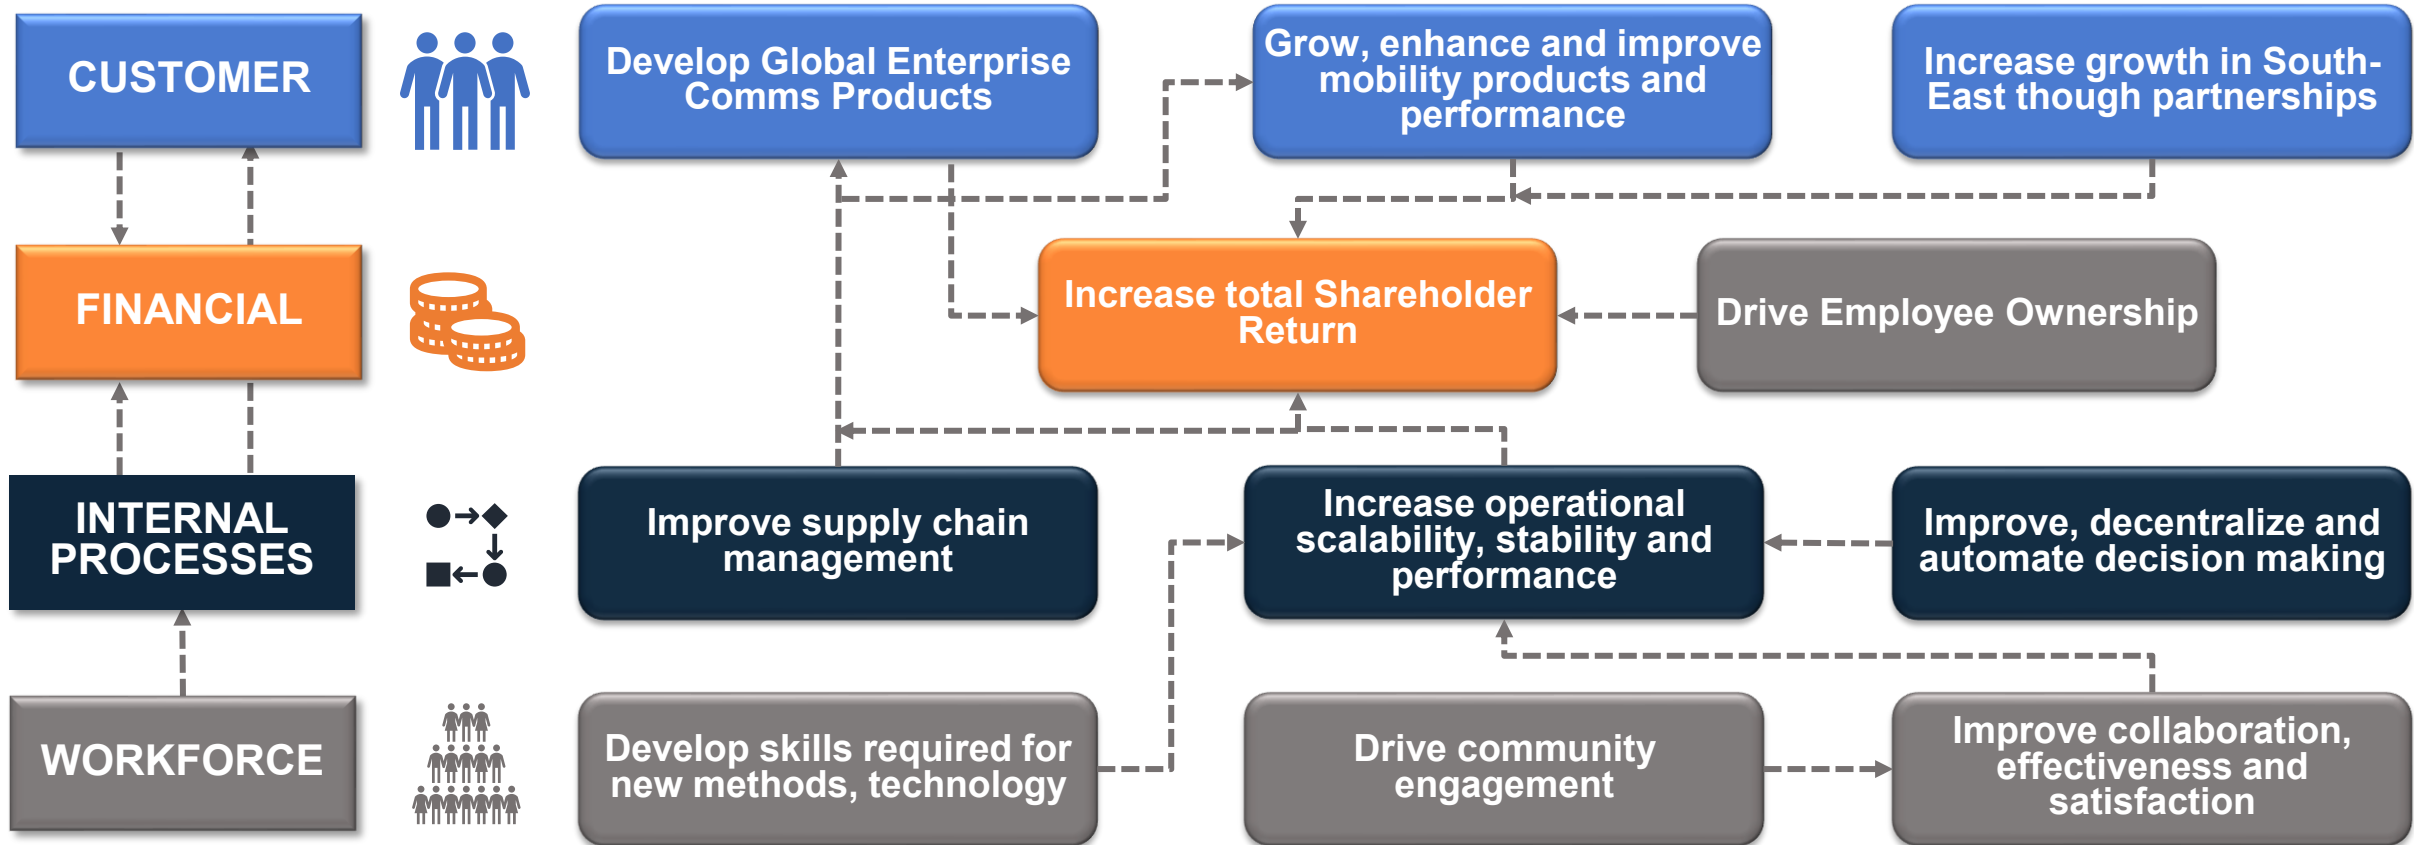 CUSTOMER
Develop Global Enterprise
Comms Products
Grow, enhance and improve
mobility products and
performance
Increase growth in South-
East though partnerships
FINANCIAL
Increase total Shareholder
Return
Drive Employee Ownership
INTERNAL
PROCESSES
Improve supply chain
management
Increase operational
scalability, stability and
performance
Improve, decentralize and
automate decision making
WORKFORCE
Develop skills required for
new methods, technology
Drive community
engagement
Improve collaboration,
effectiveness and
satisfaction